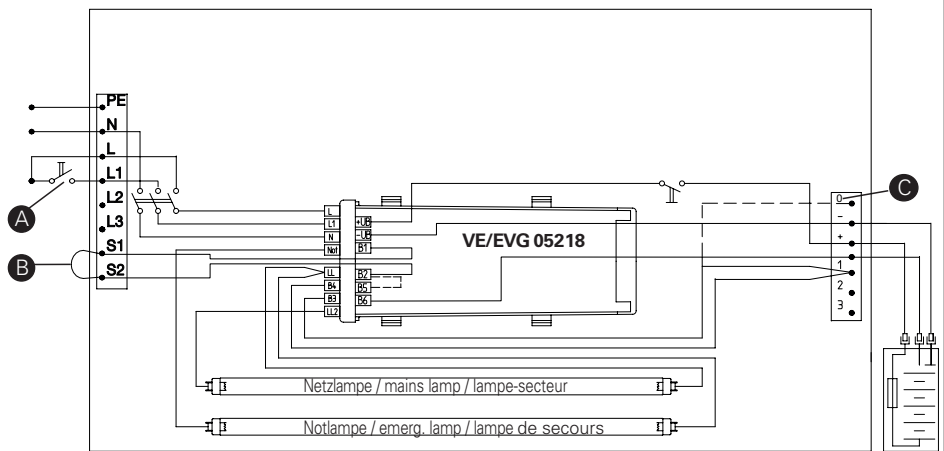 PE
N
L
L1
L2
L3
S1
S2
A
B
C
L
L1
N
Not
LL
B4
B3
LL2
+UB
-UB
B1
B2
B5
B6
VE/EVG 05218
0
-
+
1
2
3
Netzlampe / mains lamp / lampe-secteur
Notlampe / emerg. lamp / lampe de secours